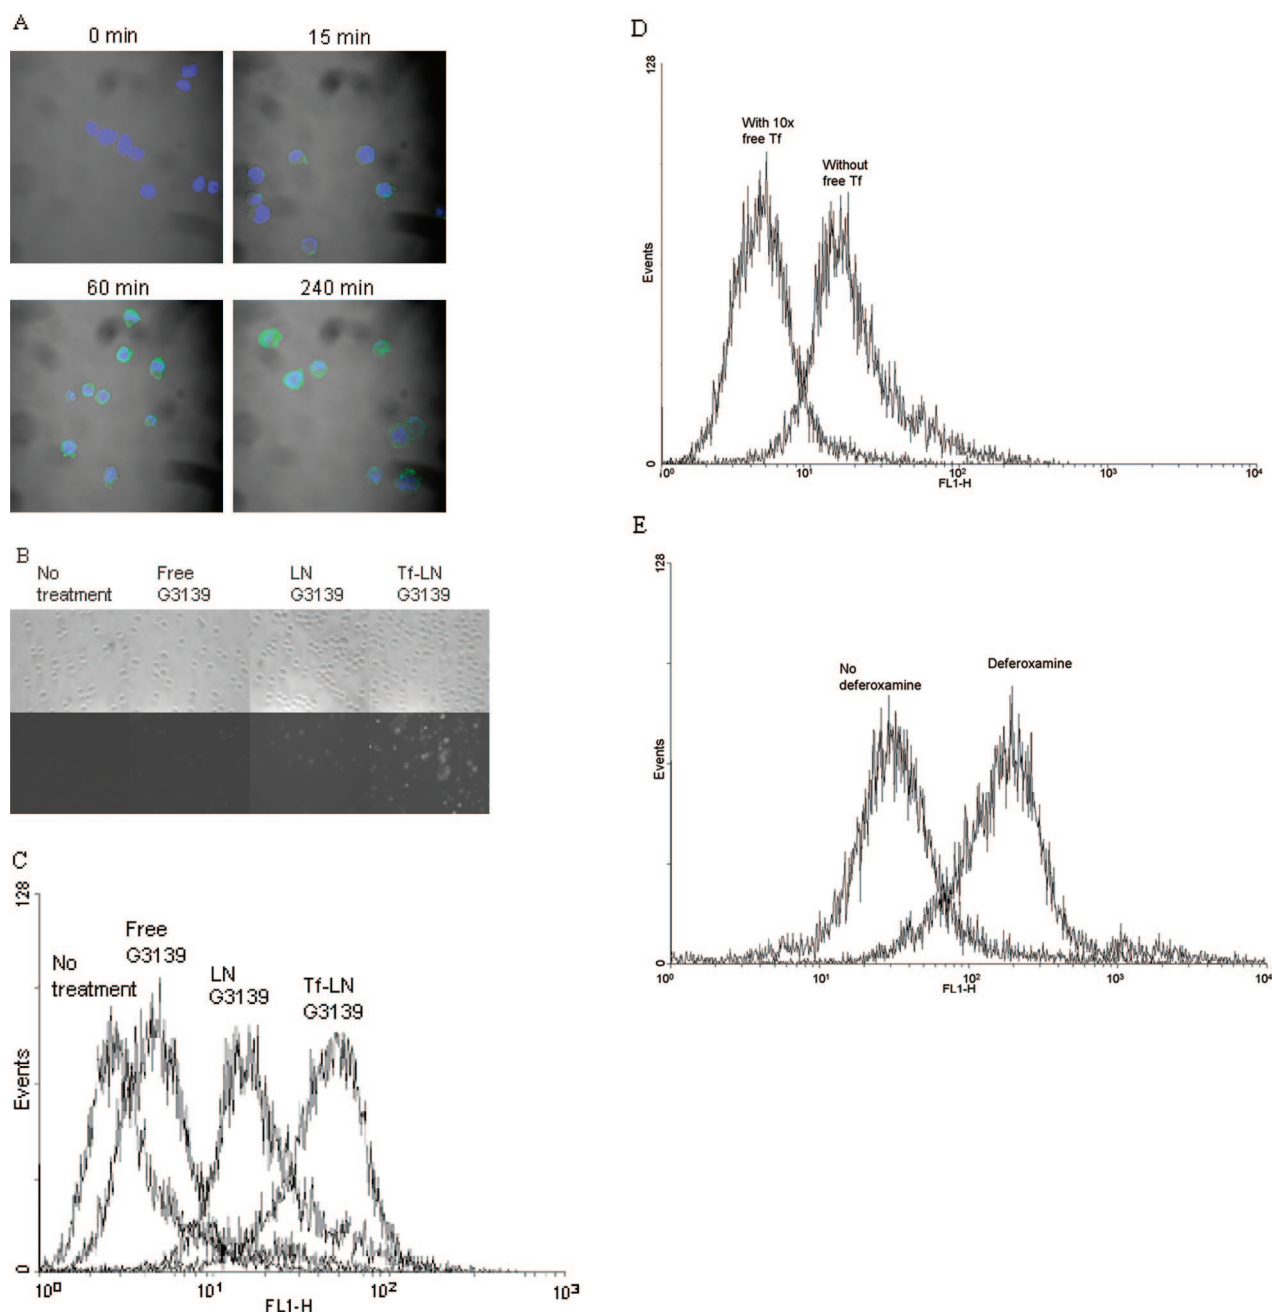 A
0 min
15 min
60 min
240 min
B
No
treatment
Free
G3139
LN
G3139
Tf-LN
G3139
C
128
Events
0
No
treatment
Free
G3139
LN
G3139
Tf-LN
G3139
10⁰
10¹
10²
10³
FL1-H
D
128
Events
0
With 10x
free Tf
Without
free Tf
10⁰
10¹
10²
10³
10⁴
FL1-H
E
128
Events
0
No
deferoxamine
Deferoxamine
10⁰
10¹
10²
10³
10⁴
FL1-H